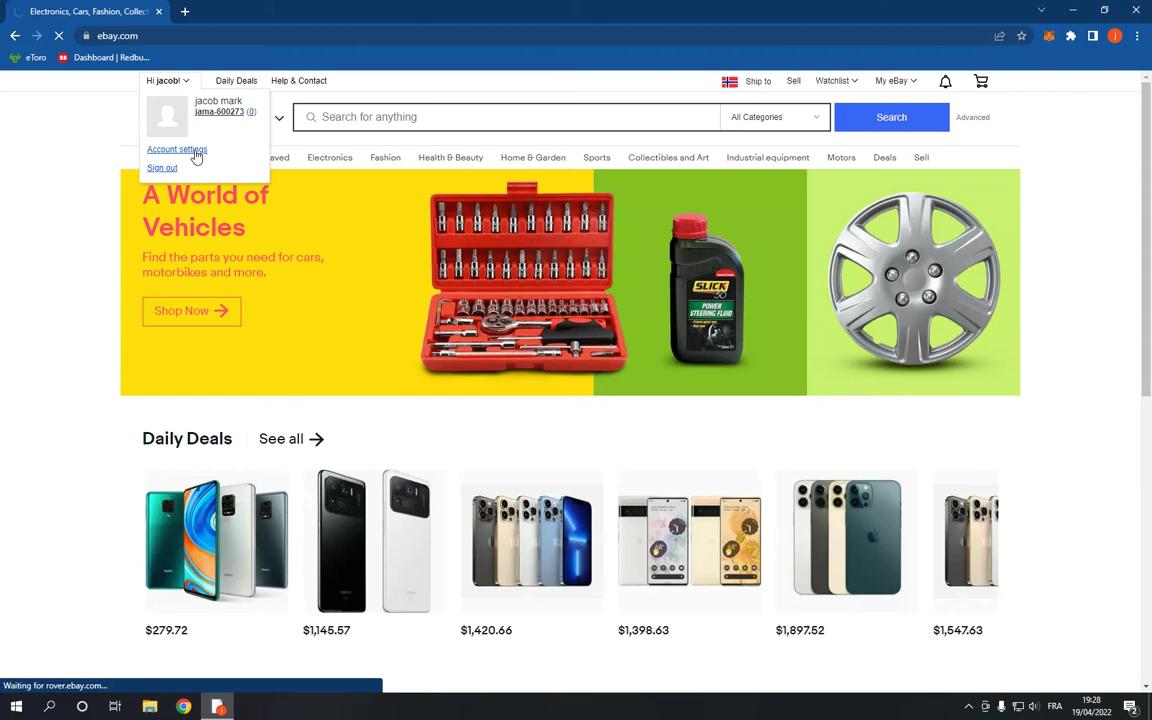 Electronics, Cars, Fashion, Collect
ebay.com
eToro
Dashboard | Redbu...
Hi jacob!
Daily Deals
Help & Contact
Ship to
Sell
Watchlist
My eBay
jacob mark
jama-600273 (0)
Account settings
Sign out
Search for anything
All Categories
Search
Advanced
aved
Electronics
Fashion
Health & Beauty
Home & Garden
Sports
Collectibles and Art
Industrial equipment
Motors
Deals
Sell
A World of
Vehicles
Find the parts you need for cars,
motorbikes and more.
Shop Now
SLICK
50
POWER
STEERING FLUID
Daily Deals
See all
$279.72
$1,145.57
$1,420.66
$1,398.63
$1,897.52
$1,547.63
Waiting for rover.ebay.com...
FRA
19:28
19/04/2022
2